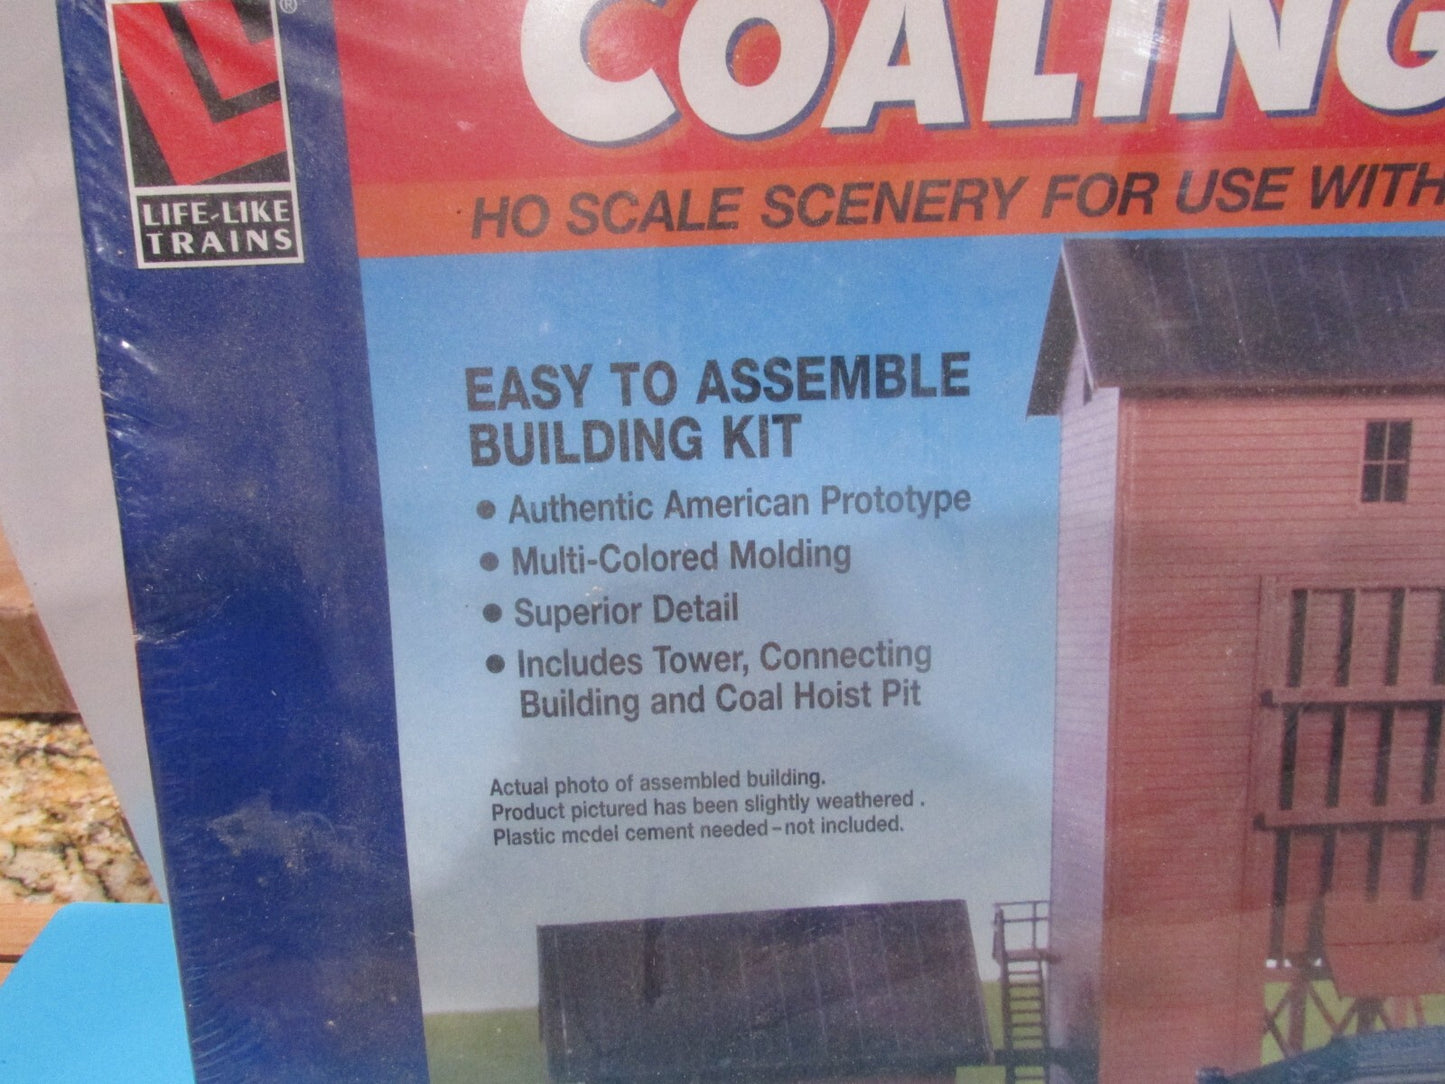 ®
LIFE-LIKE
TRAINS
COALING
HO SCALE SCENERY FOR USE WITH
EASY TO ASSEMBLE
BUILDING KIT
• Authentic American Prototype
• Multi-Colored Molding
• Superior Detail
• Includes Tower, Connecting
Building and Coal Hoist Pit
Actual photo of assembled building.
Product pictured has been slightly weathered .
Plastic model cement needed–not included.